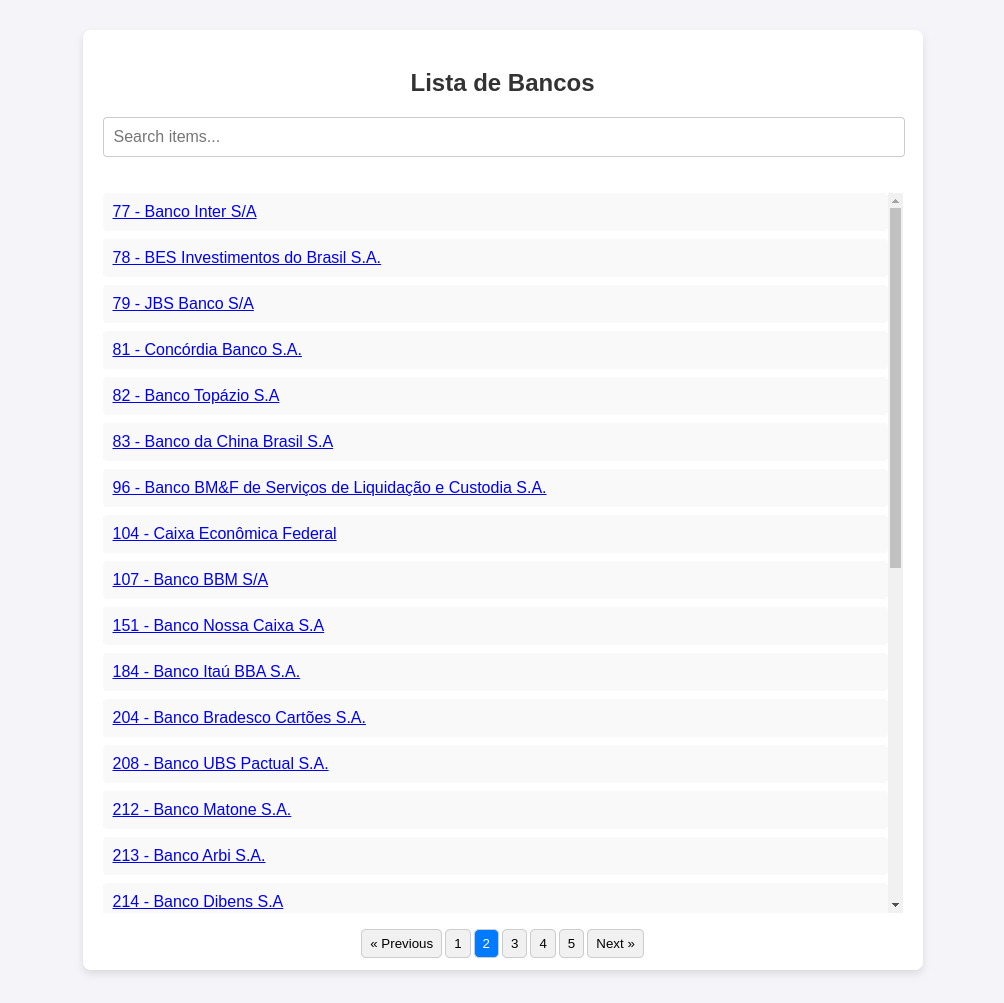 Lista de Bancos
Search items...
77 - Banco Inter S/A
78 - BES Investimentos do Brasil S.A.
79 - JBS Banco S/A
81 - Concórdia Banco S.A.
82 - Banco Topázio S.A
83 - Banco da China Brasil S.A
96 - Banco BM&F de Serviços de Liquidação e Custodia S.A.
104 - Caixa Econômica Federal
107 - Banco BBM S/A
151 - Banco Nossa Caixa S.A
184 - Banco Itaú BBA S.A.
204 - Banco Bradesco Cartões S.A.
208 - Banco UBS Pactual S.A.
212 - Banco Matone S.A.
213 - Banco Arbi S.A.
214 - Banco Dibens S.A
« Previous 1 2 3 4 5 Next »